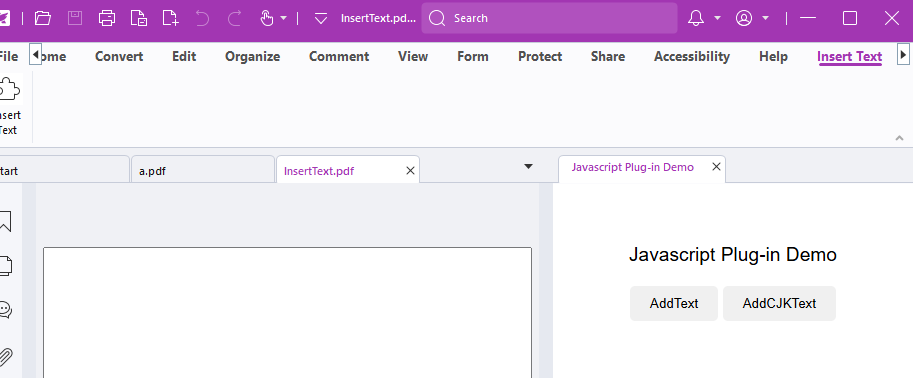 InsertText.pd... Search
File ome Convert Edit Organize Comment View Form Protect Share Accessibility Help Insert Text
nsert
Text
tart a.pdf InsertText.pdf Javascript Plug-in Demo
Javascript Plug-in Demo
AddText AddCJKText